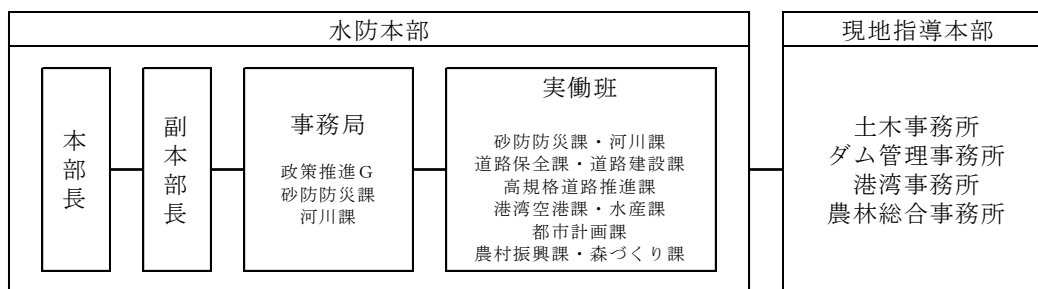 水防本部
本部長
副本部長
事務局
政策推進G
砂防防災課
河川課
実働班
砂防防災課・河川課
道路保全課・道路建設課
高規格道路推進課
港湾空港課・水産課
都市計画課
農村振興課・森づくり課
現地指導本部
土木事務所
ダム管理事務所
港湾事務所
農林総合事務所